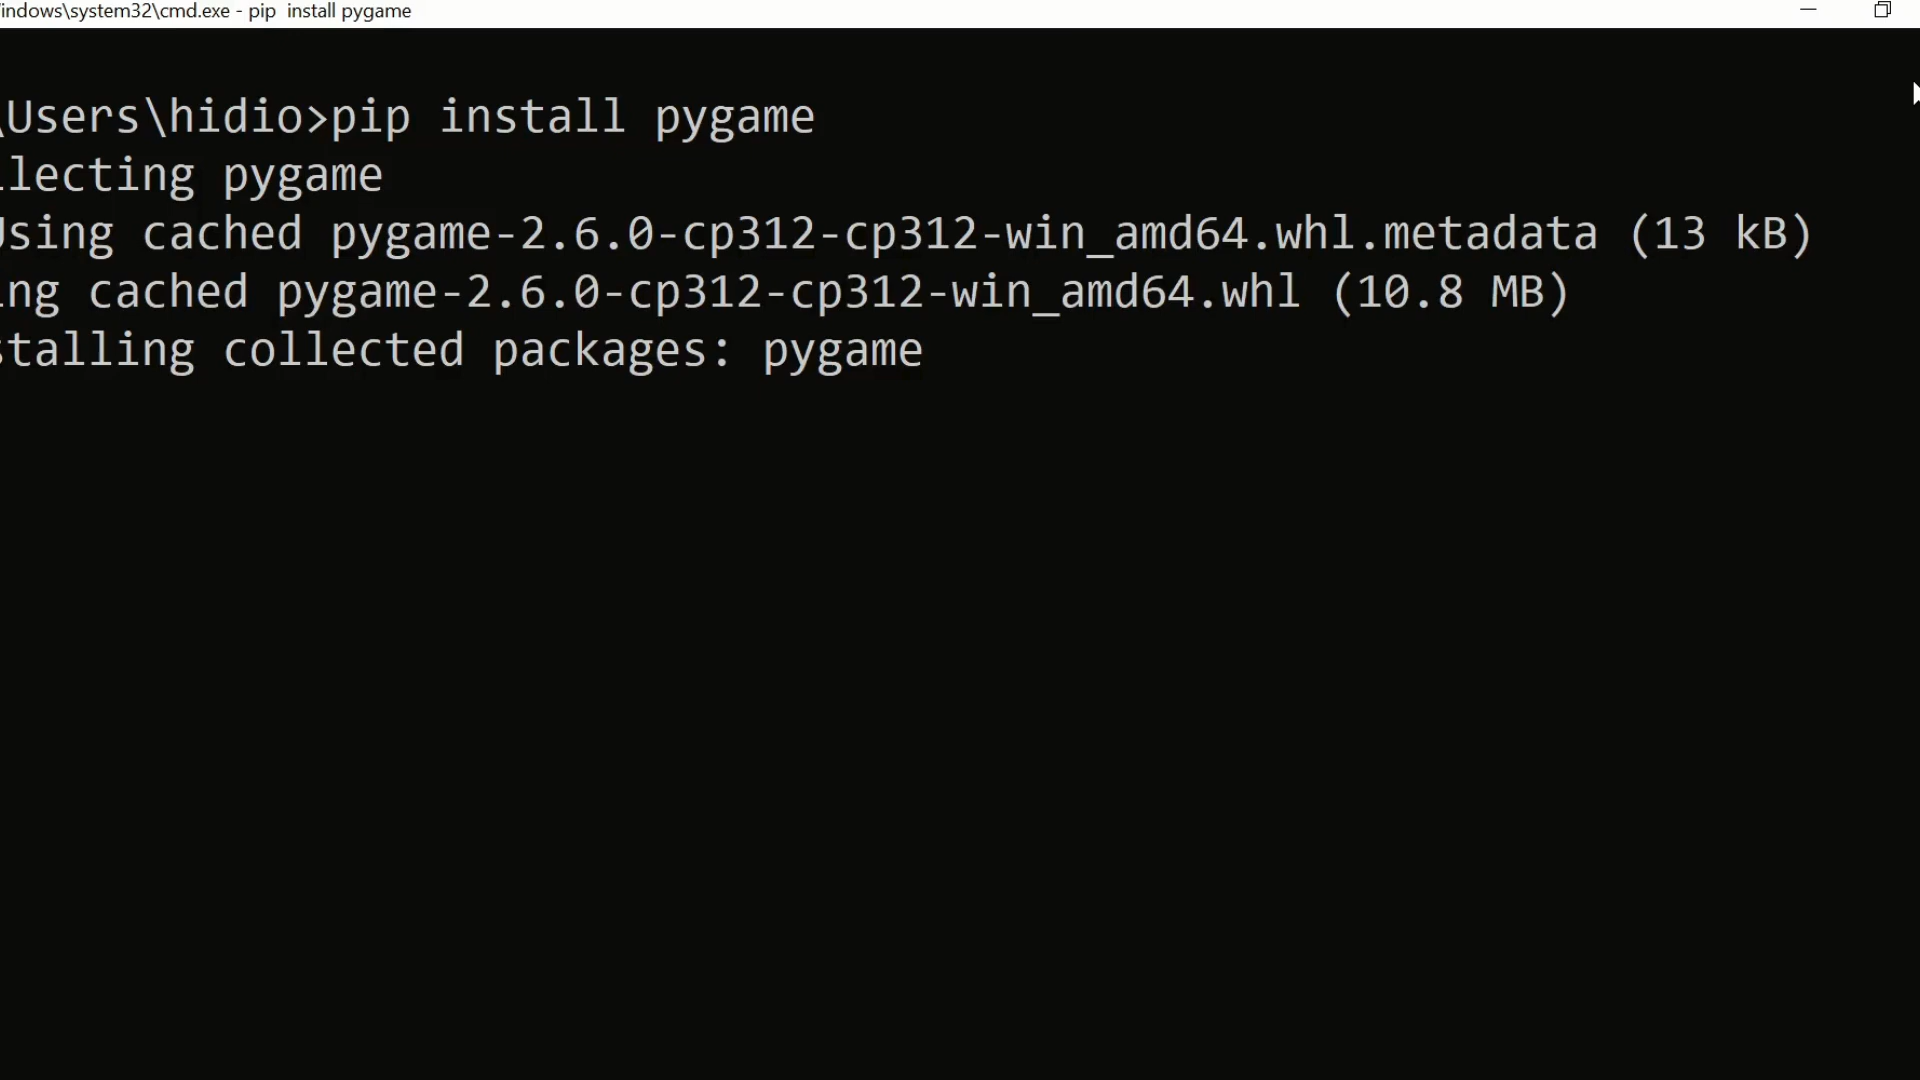 indows\system32\cmd.exe - pip install pygame
\Users\hidio>pip install pygame
llecting pygame
Using cached pygame-2.6.0-cp312-cp312-win_amd64.whl.metadata (13 kB)
ing cached pygame-2.6.0-cp312-cp312-win_amd64.whl (10.8 MB)
stalling collected packages: pygame